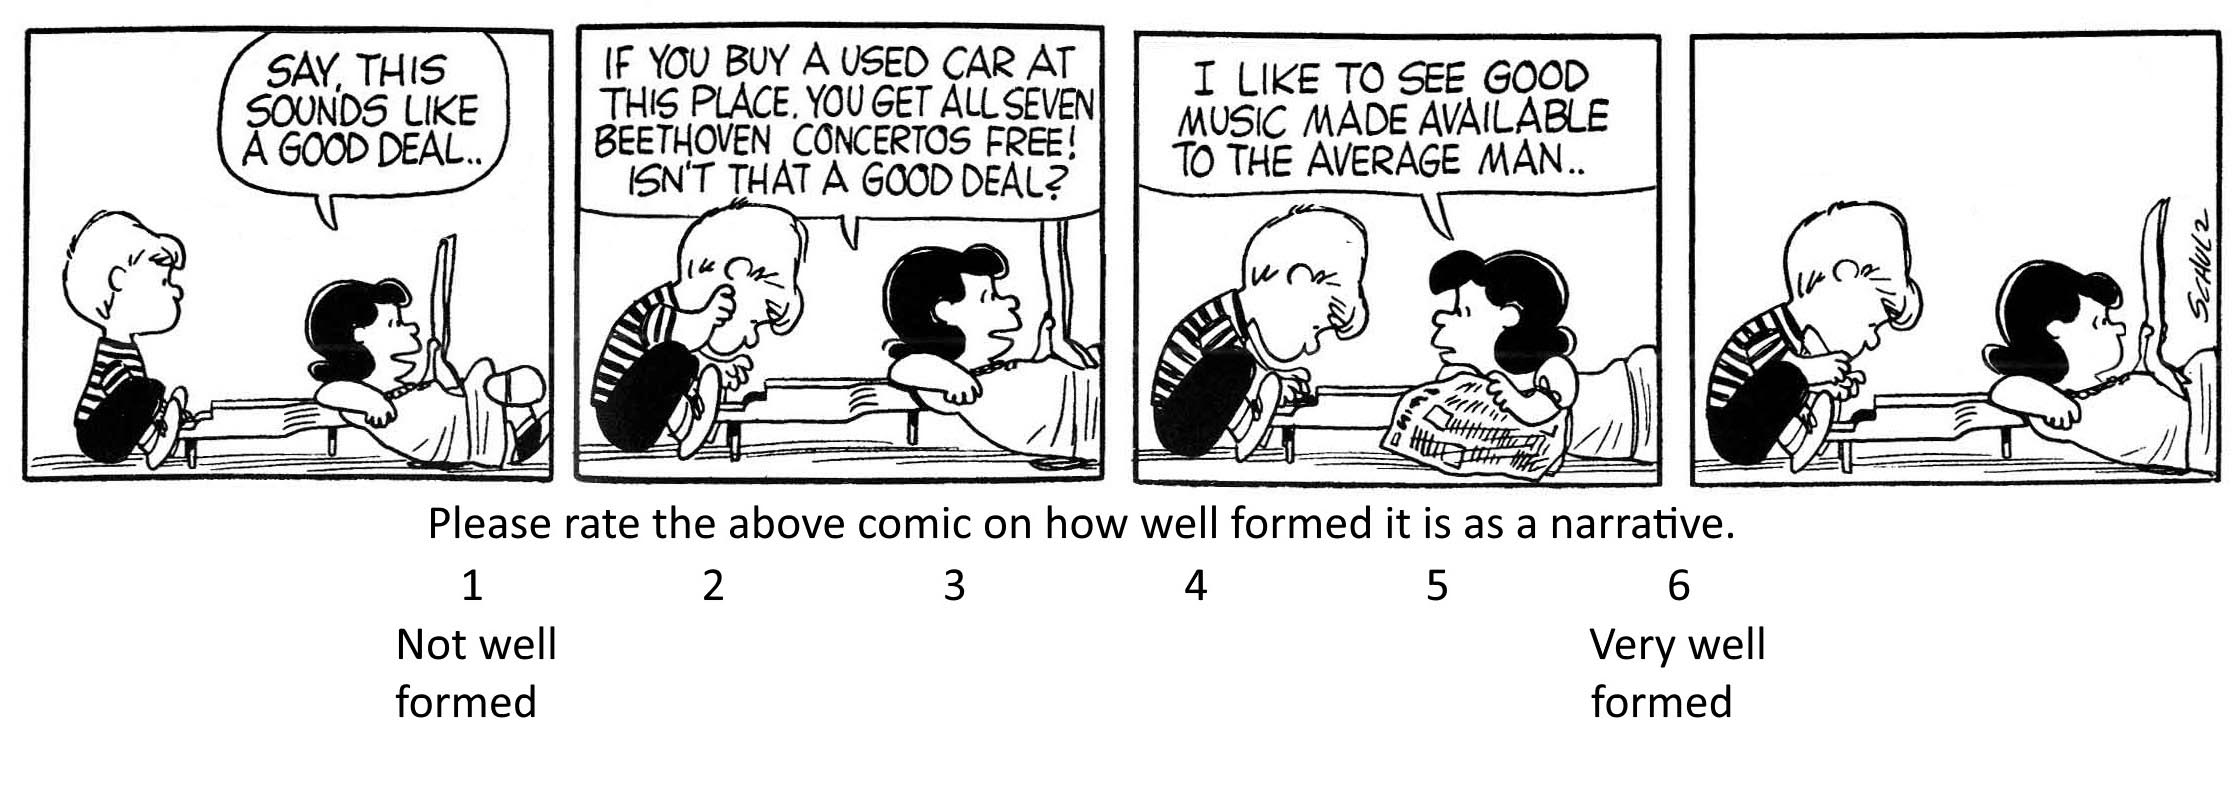 SAY, THIS
SOUNDS LIKE
A GOOD DEAL..
IF YOU BUY A USED CAR AT
THIS PLACE, YOU GET ALL SEVEN
BEETHOVEN CONCERTOS FREE!
ISN'T THAT A GOOD DEAL?
I LIKE TO SEE GOOD
MUSIC MADE AVAILABLE
TO THE AVERAGE MAN..
SCHULZ
Please rate the above comic on how well formed it is as a narrative.
1 2 3 4 5 6
Not well
formed
Very well
formed